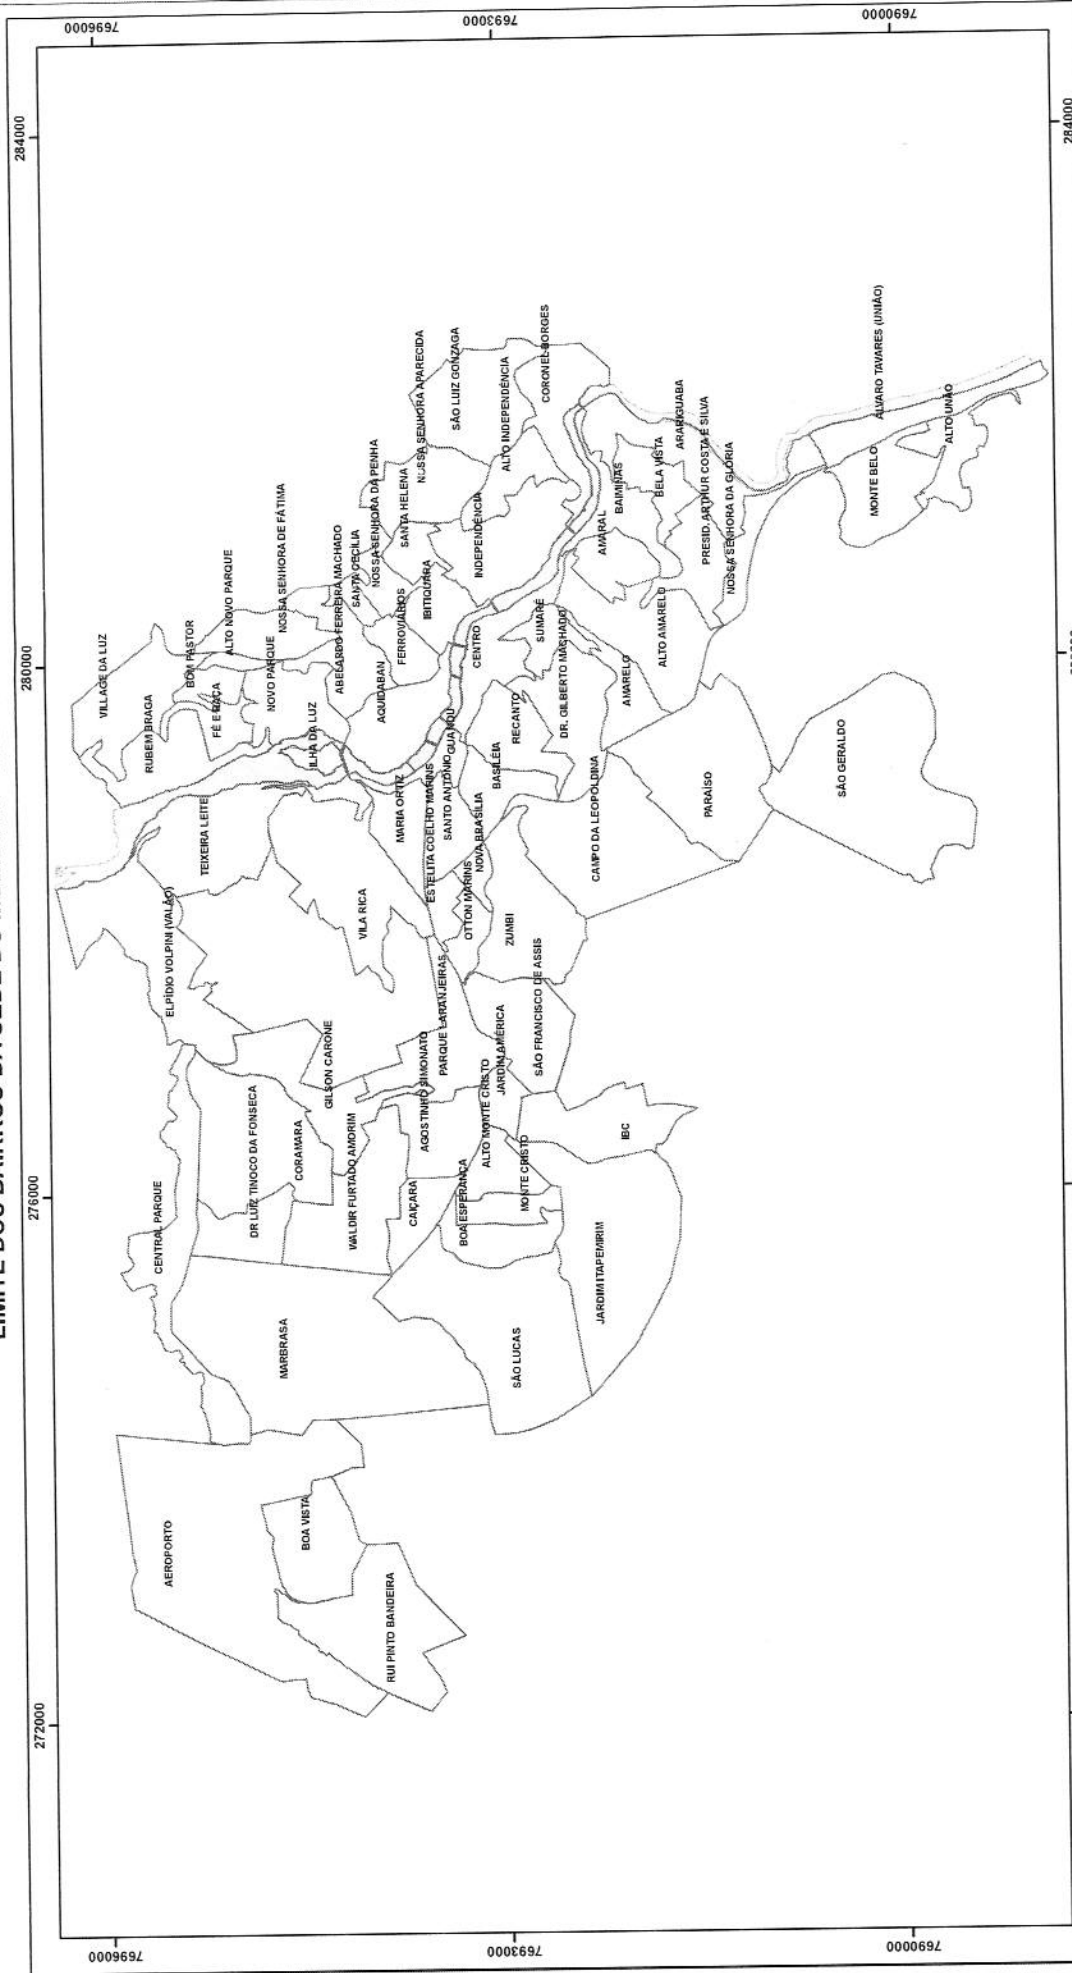 7696000
7693000
7690000
284000
284000
280000
276000
272000
7696000
7693000
7690000
VILLAGE DA LUZ
RUBEM BRAGA
BOM PASTOR
FÉ E RAÇA
ALTO NOVO PARQUE
NOVO PARQUE
NOSSA SENHORA DE FÁTIMA
ILHA DA LUZ
ABELARDO FERREIRA MACHADO
SANTA CECÍLIA
NOSSA SENHORA DA PENHA
AQUIDABAN
FERROVIÁRIOS
SANTA HELENA
NOSSA SENHORA APARECIDA
IBITIQUARA
SÃO LUIZ GONZAGA
INDEPENDÊNCIA
ALTO INDEPENDÊNCIA
CORONEL BORGES
CENTRO
SUMARÉ
AMARAL
BAIMINAS
BELA VISTA
ARARIGUABA
PRESID. ARTHUR COSTA E SILVA
NOSSA SENHORA DA GLÓRIA
ALTO AMARELO
AMARELO
DR. GILBERTO MACHADO
RECANTO
GUANDU
BASILÉIA
SANTO ANTÔNIO
NOVA BRASÍLIA
MARIA ORTIZ
ESTELITA COELHO MARINS
OTTON MARINS
CAMPO DA LEOPOLDINA
PARAÍSO
SÃO GERALDO
MONTE BELO
ÁLVARO TAVARES (UNIÃO)
ALTO UNIÃO
TEIXEIRA LEITE
ELPÍDIO VOLPINI (VALÃO)
VILA RICA
ZUMBI
SÃO FRANCISCO DE ASSIS
PARQUE LARANJEIRAS
JARDIM AMÉRICA
GILSON CARONE
AGOSTINHO SIMONATO
ALTO MONTE CRISTO
MONTE CRISTO
IBC
DR LUIZ TINOCO DA FONSECA
CORAMARA
WALDIR FURTADO AMORIM
CAIÇARA
BOA ESPERANÇA
JARDIM ITAPEMIRIM
CENTRAL PARQUE
MARBRASA
SÃO LUCAS
AEROPORTO
BOA VISTA
RUI PINTO BANDEIRA